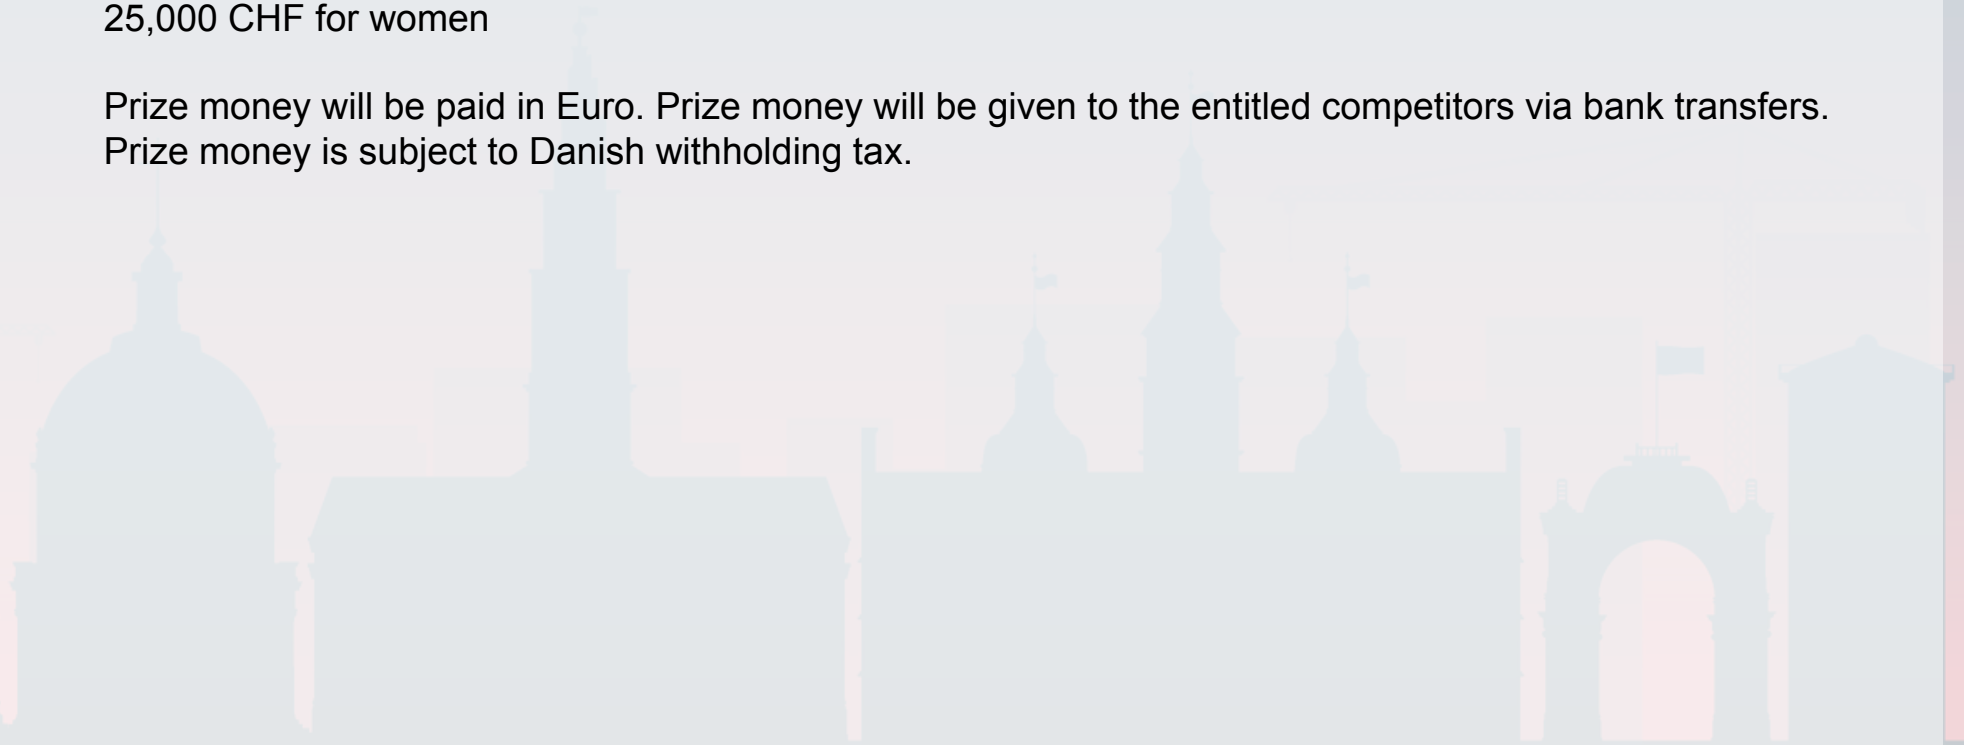 25,000 CHF for women
Prize money will be paid in Euro. Prize money will be given to the entitled competitors via bank transfers.
Prize money is subject to Danish withholding tax.